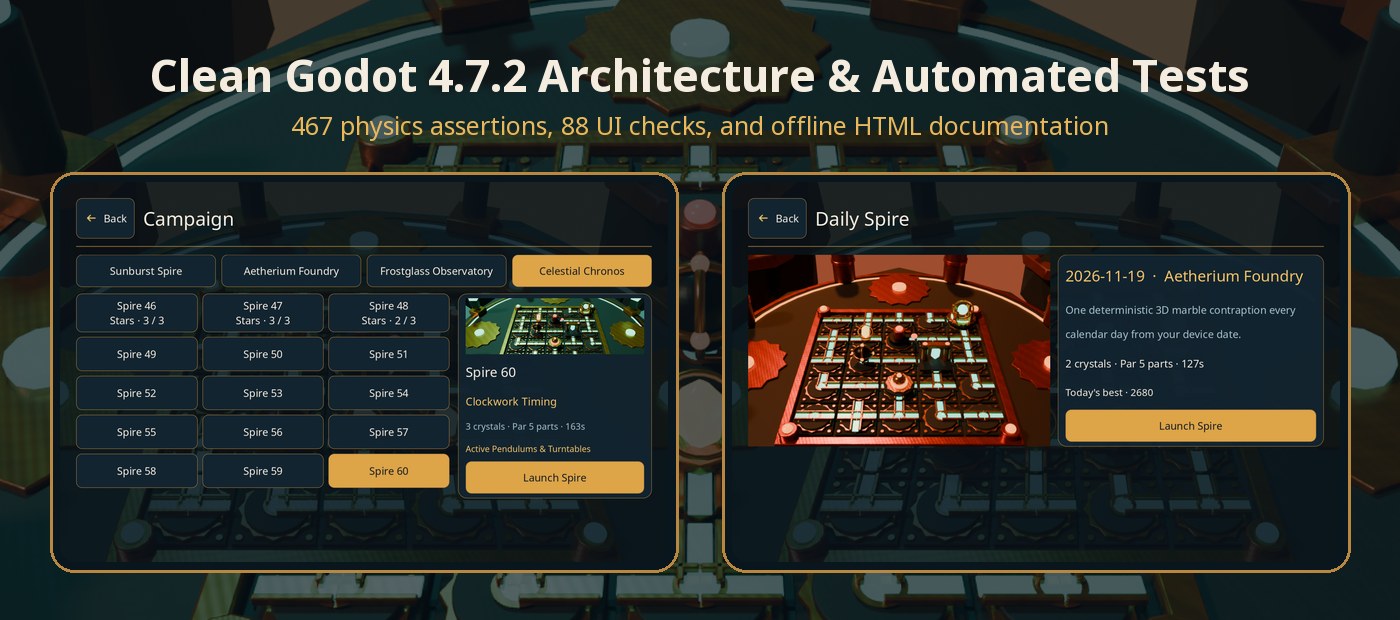 Clean Godot 4.7.2 Architecture & Automated Tests
467 physics assertions, 88 UI checks, and offline HTML documentation
← Back
Campaign
Sunburst Spire
Aetherium Foundry
Frostglass Observatory
Celestial Chronos
Spire 46
Stars · 3 / 3
Spire 47
Stars · 3 / 3
Spire 48
Stars · 2 / 3
Spire 49
Spire 50
Spire 51
Spire 52
Spire 53
Spire 54
Spire 55
Spire 56
Spire 57
Spire 58
Spire 59
Spire 60
Spire 60
Clockwork Timing
3 crystals · Par 5 parts · 163s
Active Pendulums & Turntables
Launch Spire
← Back
Daily Spire
2026-11-19 · Aetherium Foundry
One deterministic 3D marble contraption every
calendar day from your device date.
2 crystals · Par 5 parts · 127s
Today's best · 2680
Launch Spire